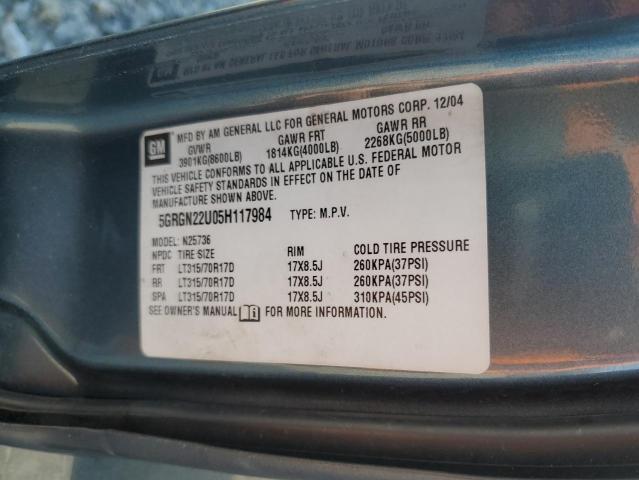 GM
MFD BY AM GENERAL LLC FOR GENERAL MOTORS CORP. 12/04
GVWR GAWR FRT GAWR RR
3901KG(8600LB) 1814KG(4000LB) 2268KG(5000LB)
THIS VEHICLE CONFORMS TO ALL APPLICABLE U.S. FEDERAL MOTOR
VEHICLE SAFETY STANDARDS IN EFFECT ON THE DATE OF
MANUFACTURE SHOWN ABOVE.
5GRGN22U05H117984 TYPE: M.P.V.
MODEL: N25736
NPDC TIRE SIZE RIM COLD TIRE PRESSURE
FRT LT315/70R17D 17X8.5J 260KPA(37PSI)
RR LT315/70R17D 17X8.5J 260KPA(37PSI)
SPA LT315/70R17D 17X8.5J 310KPA(45PSI)
SEE OWNER'S MANUAL FOR MORE INFORMATION.